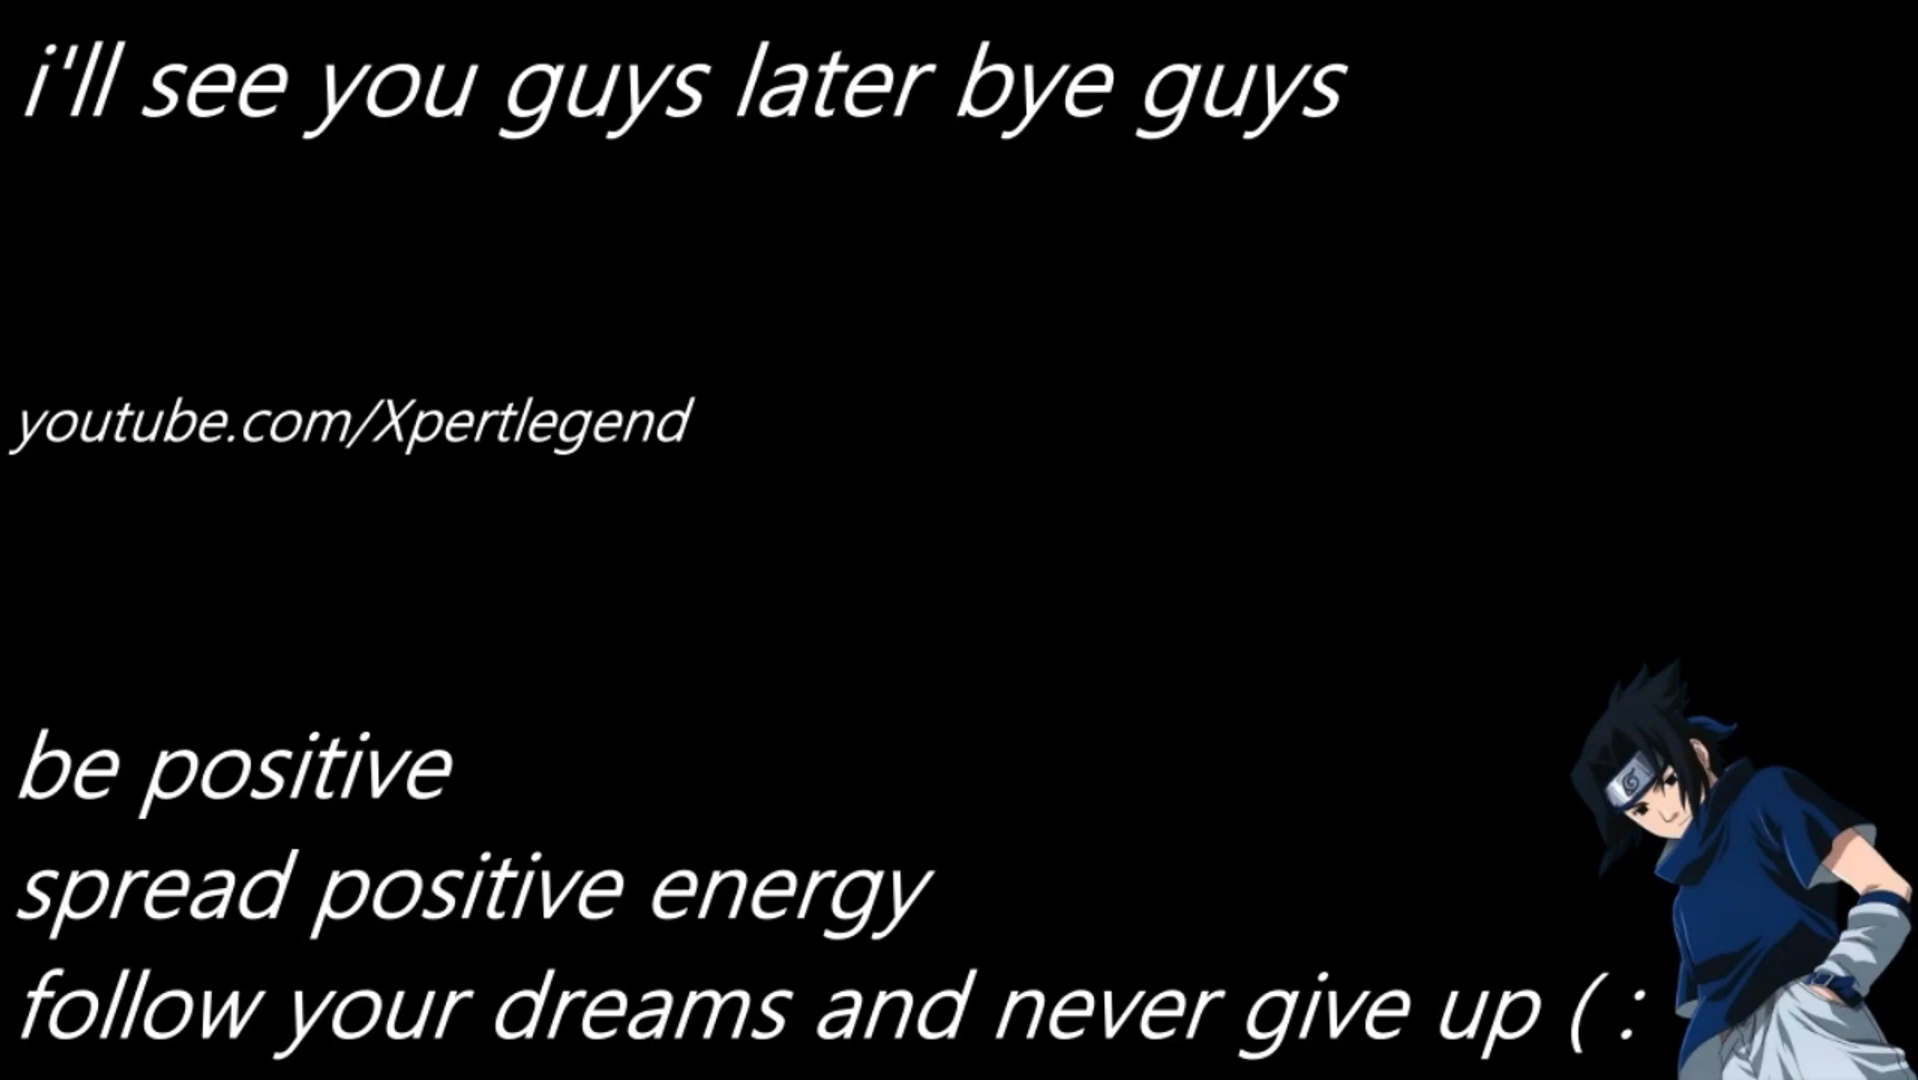 i'll see you guys later bye guys
youtube.com/Xpertlegend
be positive
spread positive energy
follow your dreams and never give up ( :